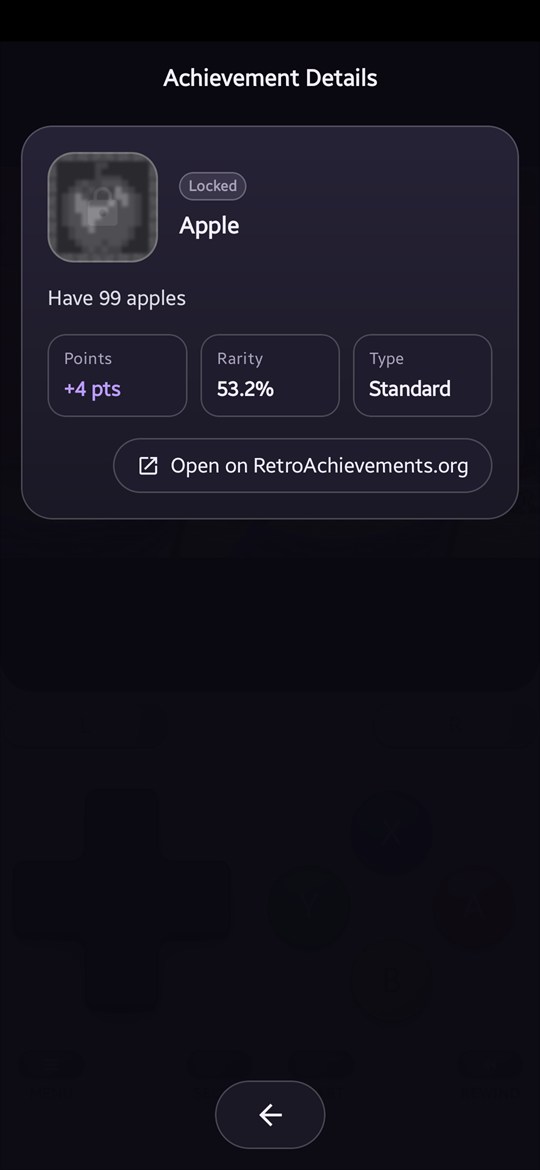 Achievement Details
Locked
Apple
Have 99 apples
Points
+4 pts
Rarity
53.2%
Type
Standard
Open on RetroAchievements.org
X
Y
A
B